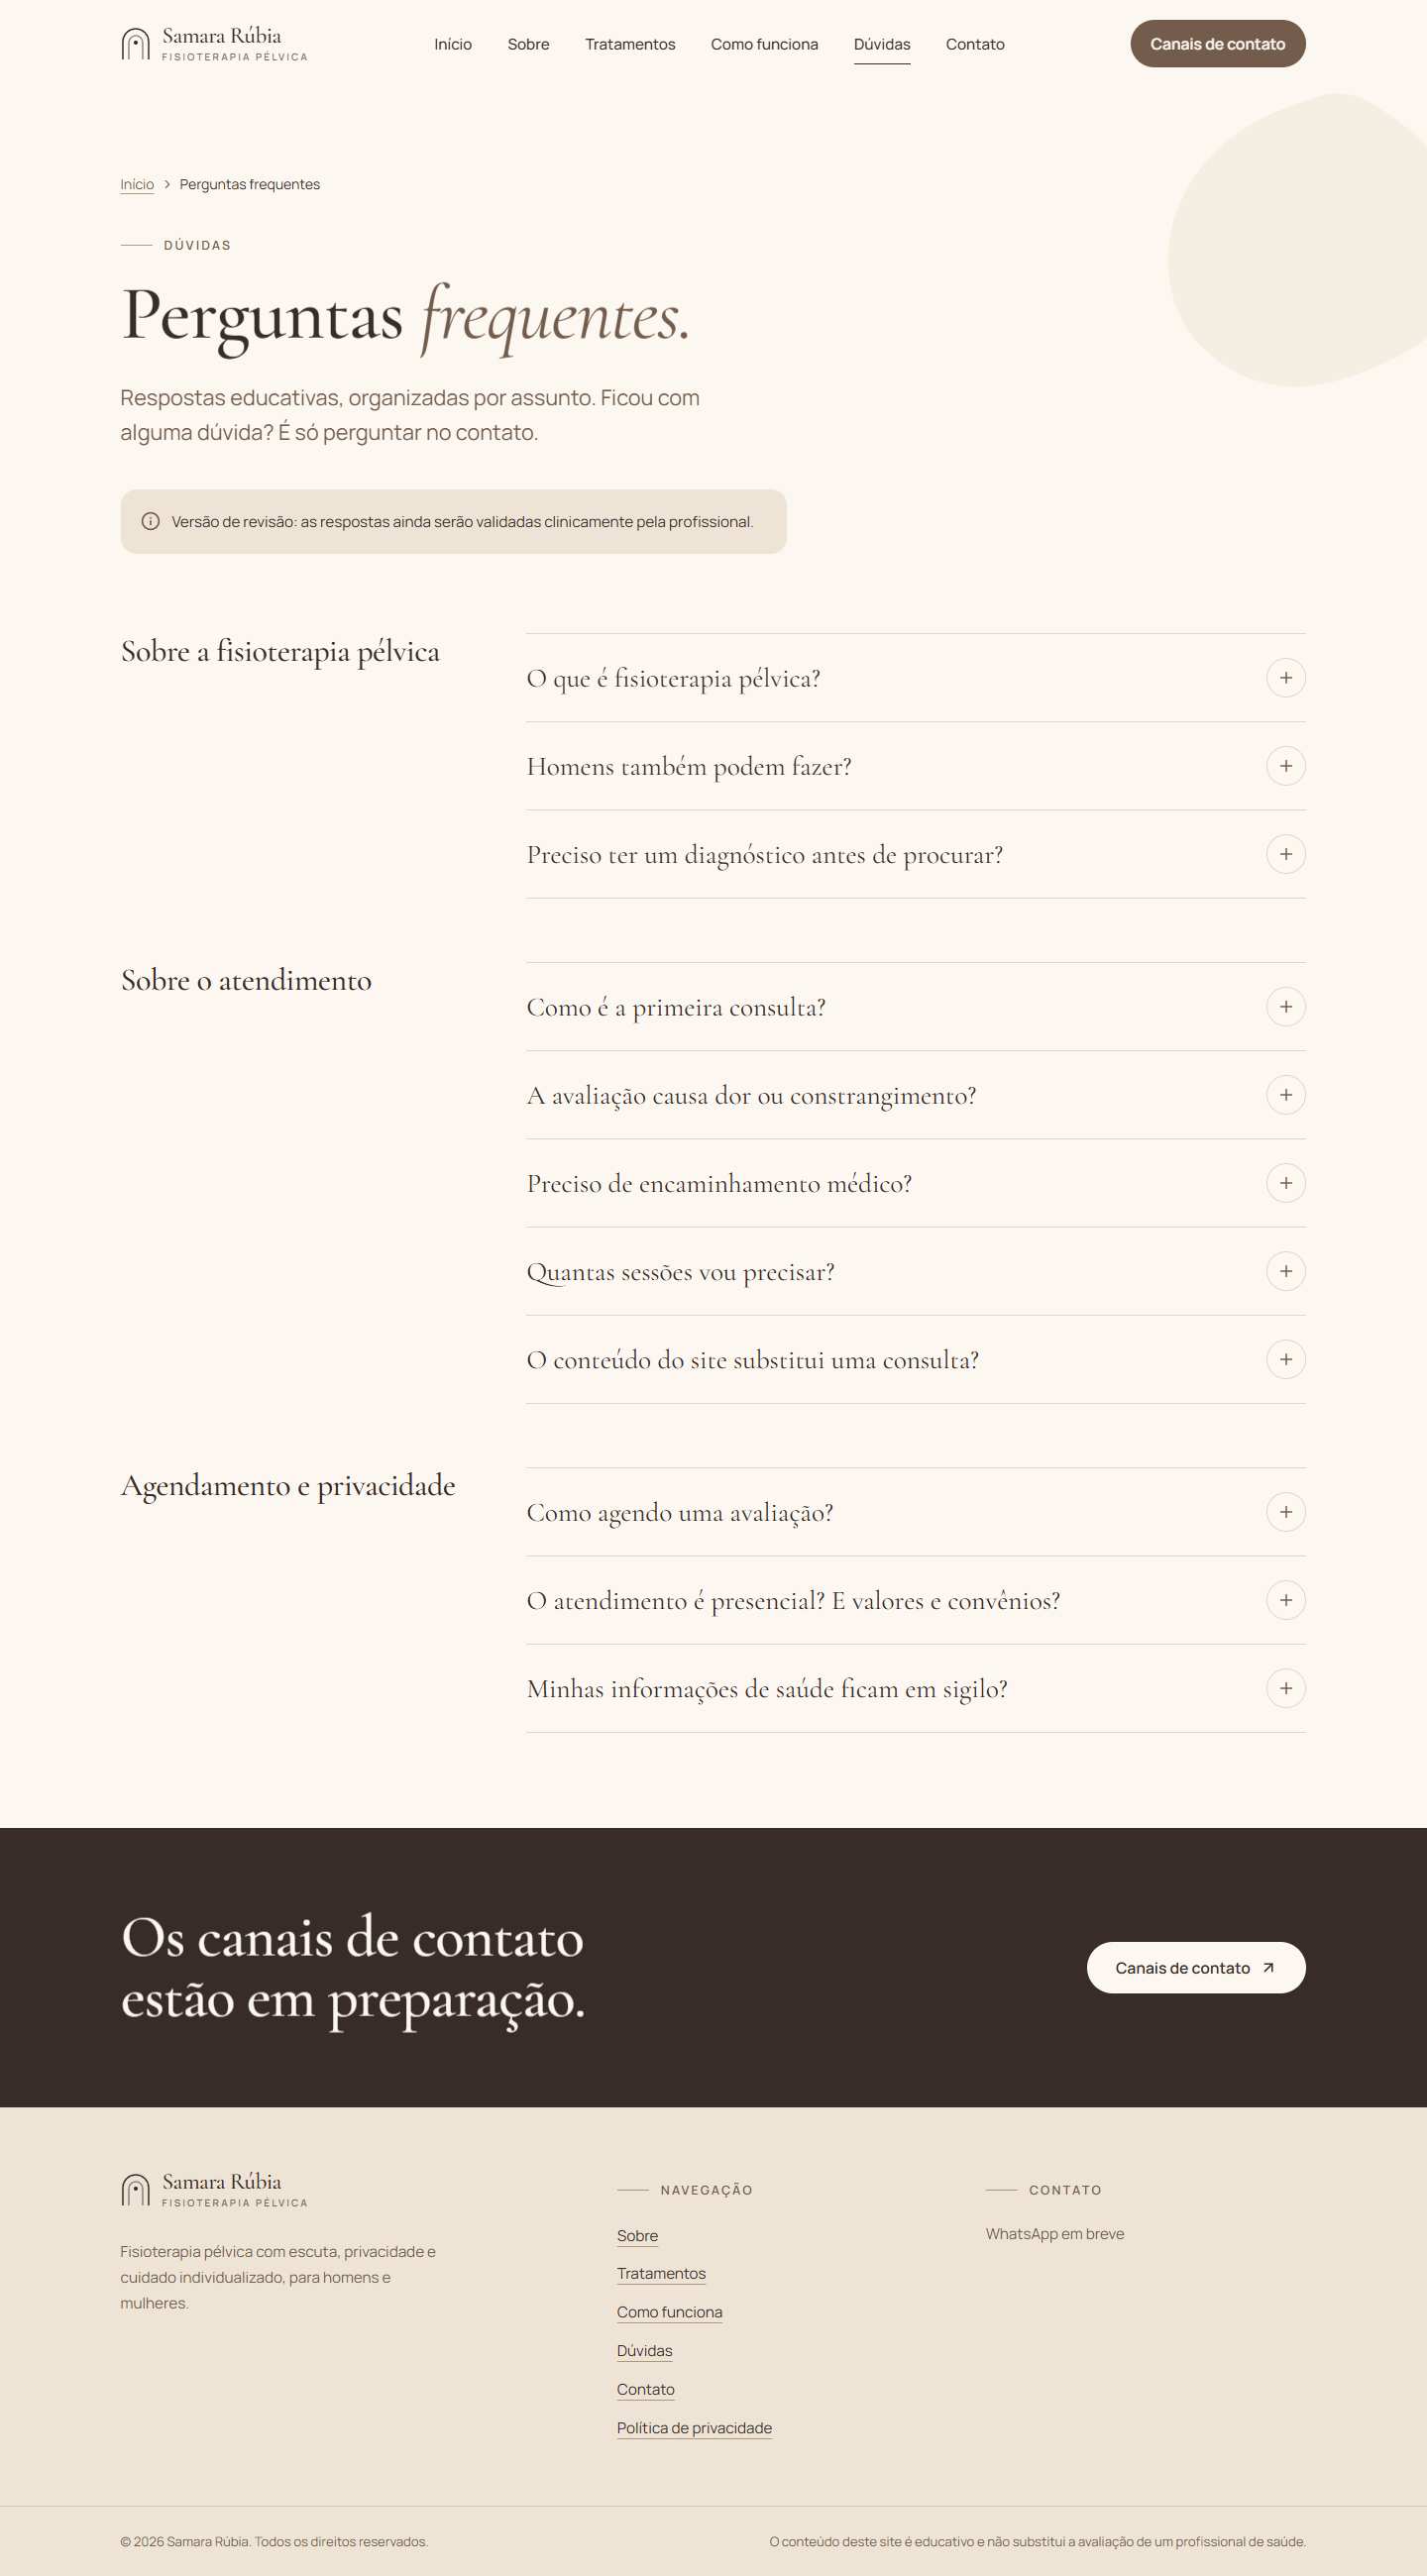 Samara Rúbia
FISIOTERAPIA PÉLVICA
Início
Sobre
Tratamentos
Como funciona
Dúvidas
Contato
Canais de contato
Início
Perguntas frequentes
DÚVIDAS
Perguntas frequentes.
Respostas educativas, organizadas por assunto. Ficou com
alguma dúvida? É só perguntar no contato.
Versão de revisão: as respostas ainda serão validadas clinicamente pela profissional.
Sobre a fisioterapia pélvica
O que é fisioterapia pélvica?
Homens também podem fazer?
Preciso ter um diagnóstico antes de procurar?
Sobre o atendimento
Como é a primeira consulta?
A avaliação causa dor ou constrangimento?
Preciso de encaminhamento médico?
Quantas sessões vou precisar?
O conteúdo do site substitui uma consulta?
Agendamento e privacidade
Como agendo uma avaliação?
O atendimento é presencial? E valores e convênios?
Minhas informações de saúde ficam em sigilo?
Os canais de contato
estão em preparação.
Canais de contato
Samara Rúbia
FISIOTERAPIA PÉLVICA
Fisioterapia pélvica com escuta, privacidade e
cuidado individualizado, para homens e
mulheres.
NAVEGAÇÃO
Sobre
Tratamentos
Como funciona
Dúvidas
Contato
Política de privacidade
CONTATO
WhatsApp em breve
© 2026 Samara Rúbia. Todos os direitos reservados.
O conteúdo deste site é educativo e não substitui a avaliação de um profissional de saúde.